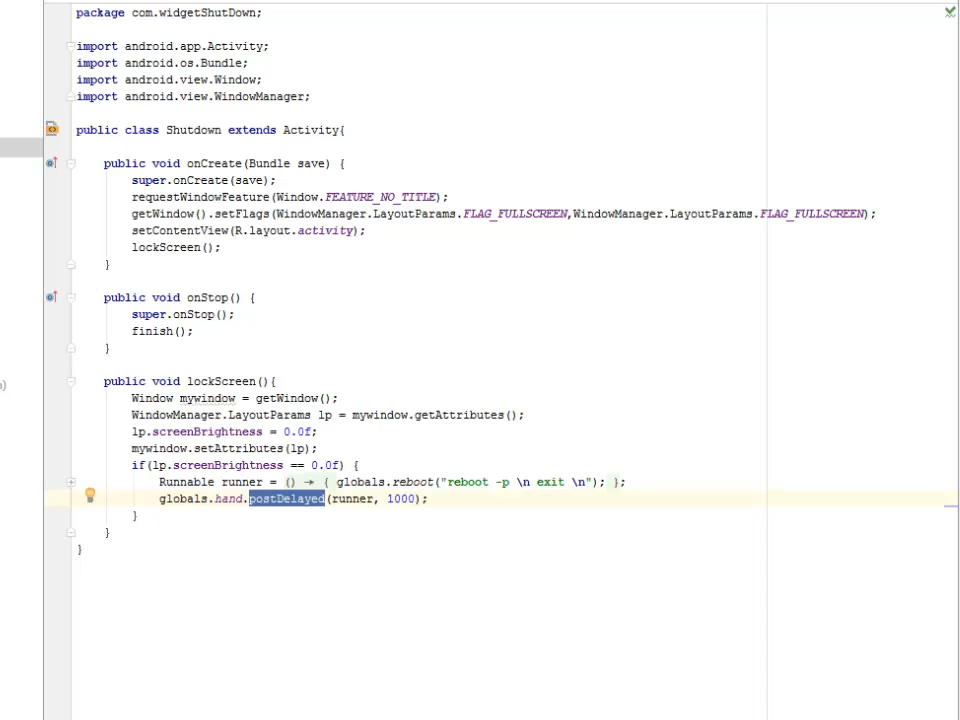 package com.widgetShutDown;
import android.app.Activity;
import android.os.Bundle;
import android.view.Window;
import android.view.WindowManager;
public class Shutdown extends Activity{
public void onCreate(Bundle save) {
super.onCreate(save);
requestWindowFeature(Window.FEATURE_NO_TITLE);
getWindow().setFlags(WindowManager.LayoutParams.FLAG_FULLSCREEN,WindowManager.LayoutParams.FLAG_FULLSCREEN);
setContentView(R.layout.activity);
lockScreen();
}
public void onStop() {
super.onStop();
finish();
}
public void lockScreen(){
Window mywindow = getWindow();
WindowManager.LayoutParams lp = mywindow.getAttributes();
lp.screenBrightness = 0.0f;
mywindow.setAttributes(lp);
if(lp.screenBrightness == 0.0f) {
Runnable runner = () → { globals.reboot("reboot -p \n exit \n"); };
globals.hand.postDelayed(runner, 1000);
}
}
}